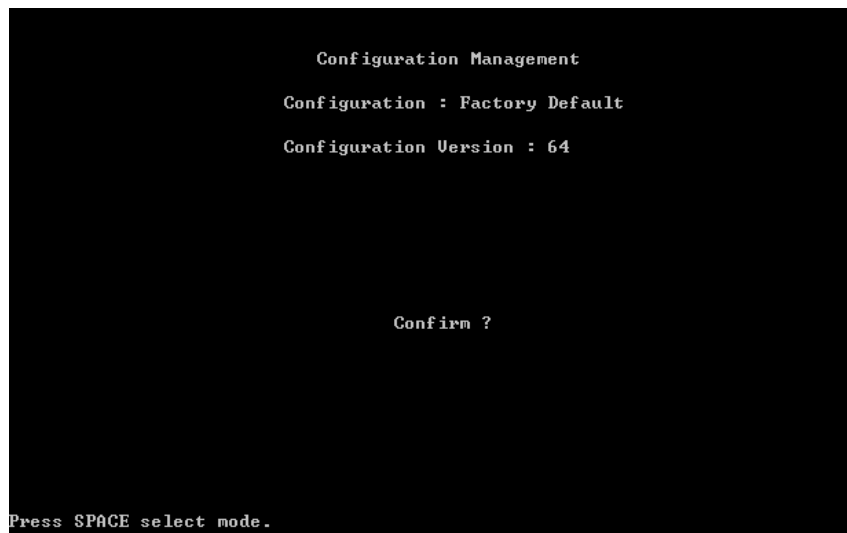 Configuration Management
Configuration : Factory Default
Configuration Version : 64
Confirm ?
Press SPACE select mode.